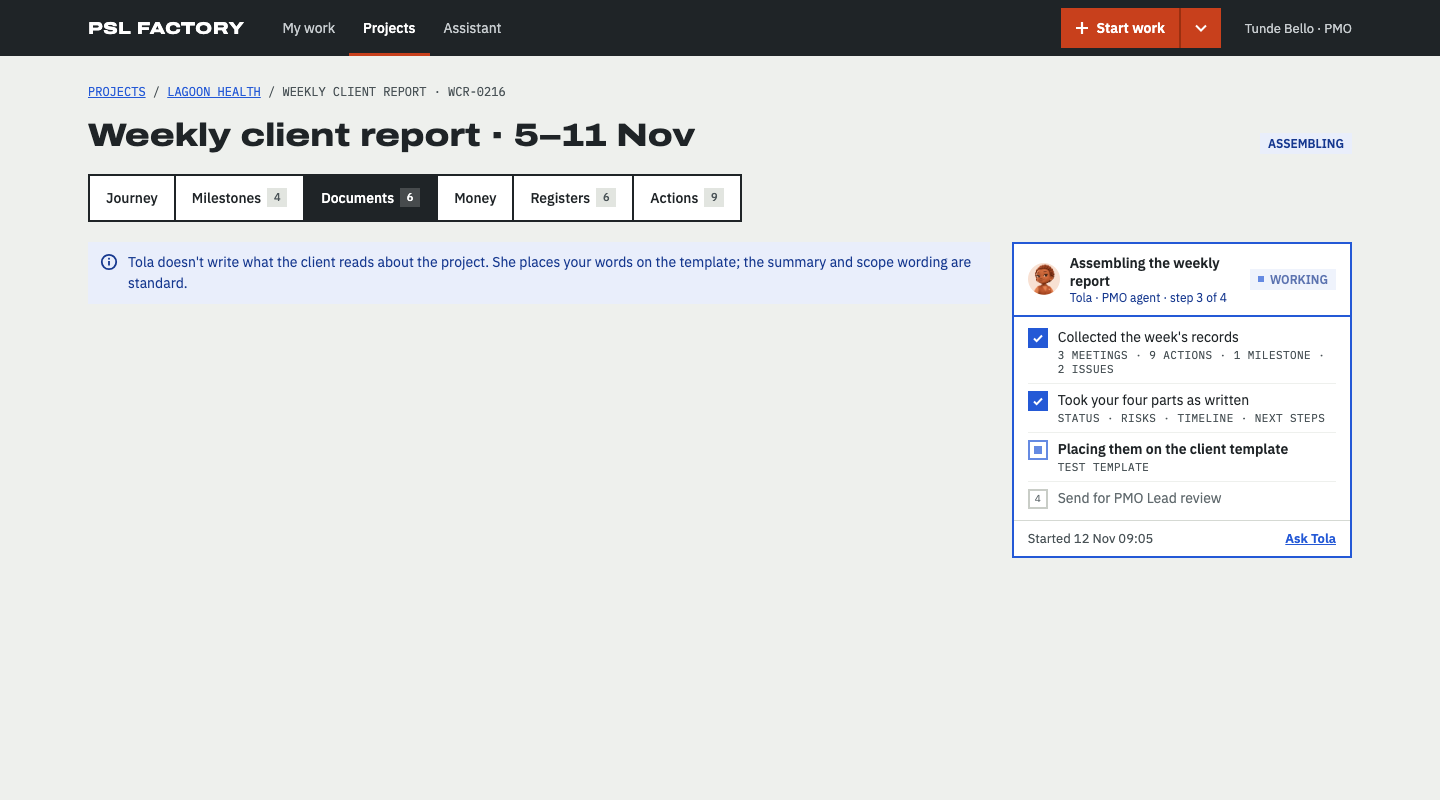 PSL FACTORY
My work
Projects
Assistant
Start work
Tunde Bello · PMO
PROJECTS / LAGOON HEALTH / WEEKLY CLIENT REPORT · WCR-0216
Weekly client report · 5–11 Nov
ASSEMBLING
Journey
Milestones 4
Documents 6
Money
Registers 6
Actions 9
Tola doesn't write what the client reads about the project. She places your words on the template; the summary and scope wording are
standard.
Assembling the weekly
report
Tola · PMO agent · step 3 of 4
WORKING
Collected the week's records
3 MEETINGS · 9 ACTIONS · 1 MILESTONE ·
2 ISSUES
Took your four parts as written
STATUS · RISKS · TIMELINE · NEXT STEPS
Placing them on the client template
TEST TEMPLATE
4 Send for PMO Lead review
Started 12 Nov 09:05
Ask Tola